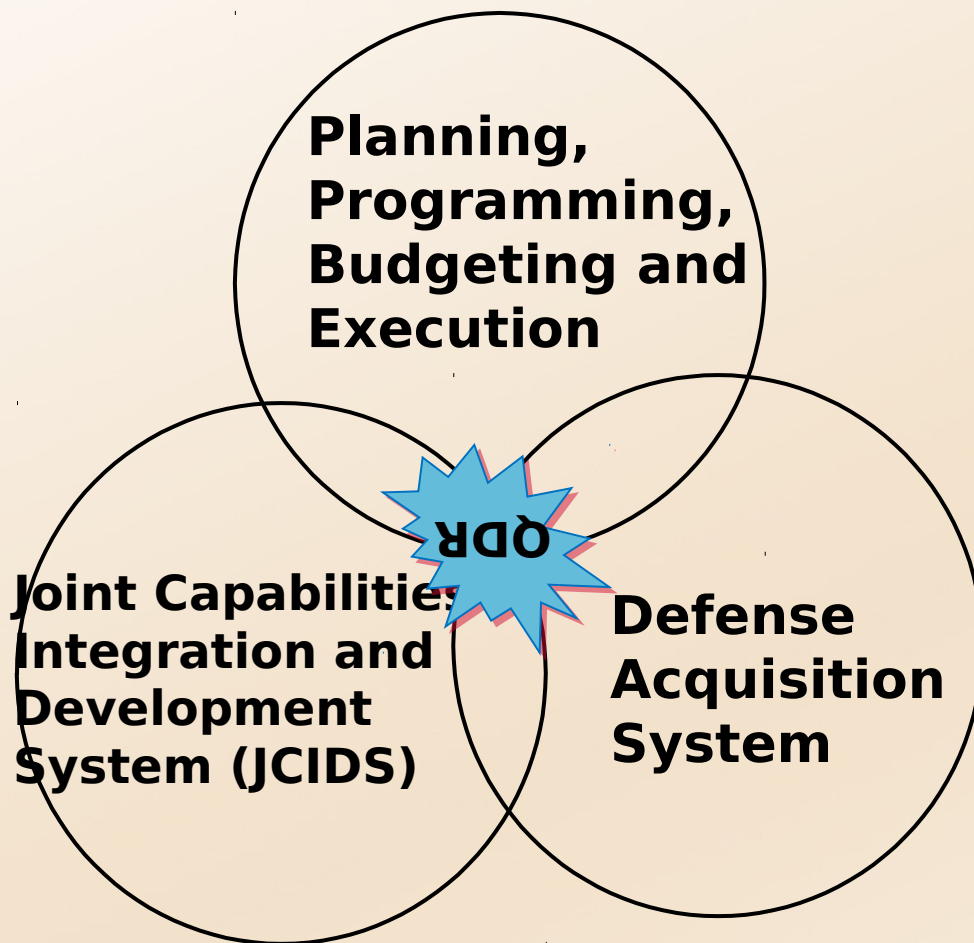 Planning,
Programming,
Budgeting and
Execution
QDR
Joint Capabilities
Integration and
Development
System (JCIDS)
Defense
Acquisition
System